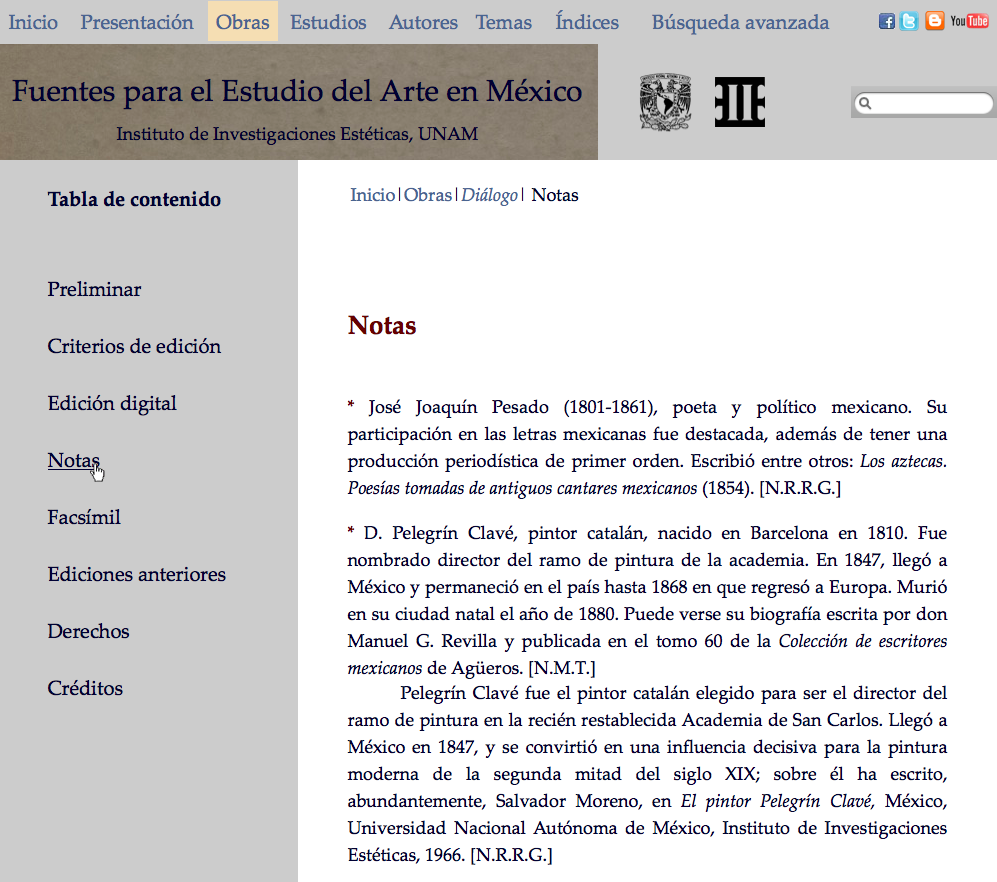 Inicio Presentación Obras Estudios Autores Temas Índices Búsqueda avanzada
You Tube
Fuentes para el Estudio del Arte en México
Instituto de Investigaciones Estéticas, UNAM
Tabla de contenido
Preliminar
Criterios de edición
Edición digital
Notas
Facsímil
Ediciones anteriores
Derechos
Créditos
Inicio|Obras|Diálogo| Notas
Notas
* José Joaquín Pesado (1801-1861), poeta y político mexicano. Su
participación en las letras mexicanas fue destacada, además de tener una
producción periodística de primer orden. Escribió entre otros: Los aztecas.
Poesías tomadas de antiguos cantares mexicanos (1854). [N.R.R.G.]
* D. Pelegrín Clavé, pintor catalán, nacido en Barcelona en 1810. Fue
nombrado director del ramo de pintura de la academia. En 1847, llegó a
México y permaneció en el país hasta 1868 en que regresó a Europa. Murió
en su ciudad natal el año de 1880. Puede verse su biografía escrita por don
Manuel G. Revilla y publicada en el tomo 60 de la Colección de escritores
mexicanos de Agüeros. [N.M.T.]
Pelegrín Clavé fue el pintor catalán elegido para ser el director del
ramo de pintura en la recién restablecida Academia de San Carlos. Llegó a
México en 1847, y se convirtió en una influencia decisiva para la pintura
moderna de la segunda mitad del siglo XIX; sobre él ha escrito,
abundantemente, Salvador Moreno, en El pintor Pelegrín Clavé, México,
Universidad Nacional Autónoma de México, Instituto de Investigaciones
Estéticas, 1966. [N.R.R.G.]